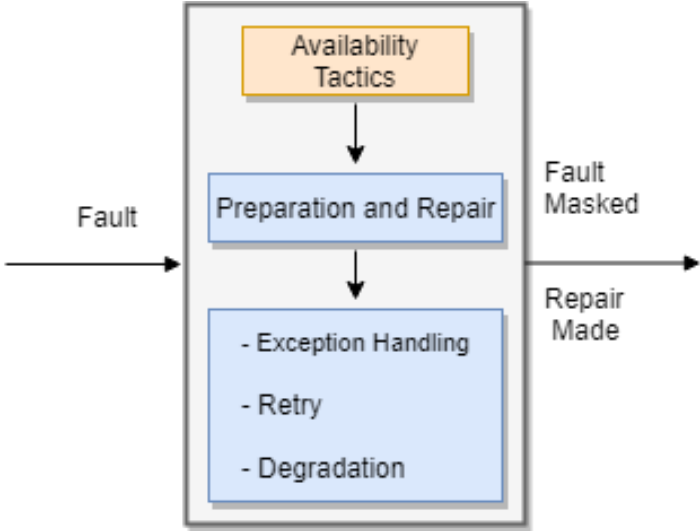 Availability
Tactics
Fault
Preparation and Repair
Fault
Masked
Repair
Made
- Exception Handling
- Retry
- Degradation